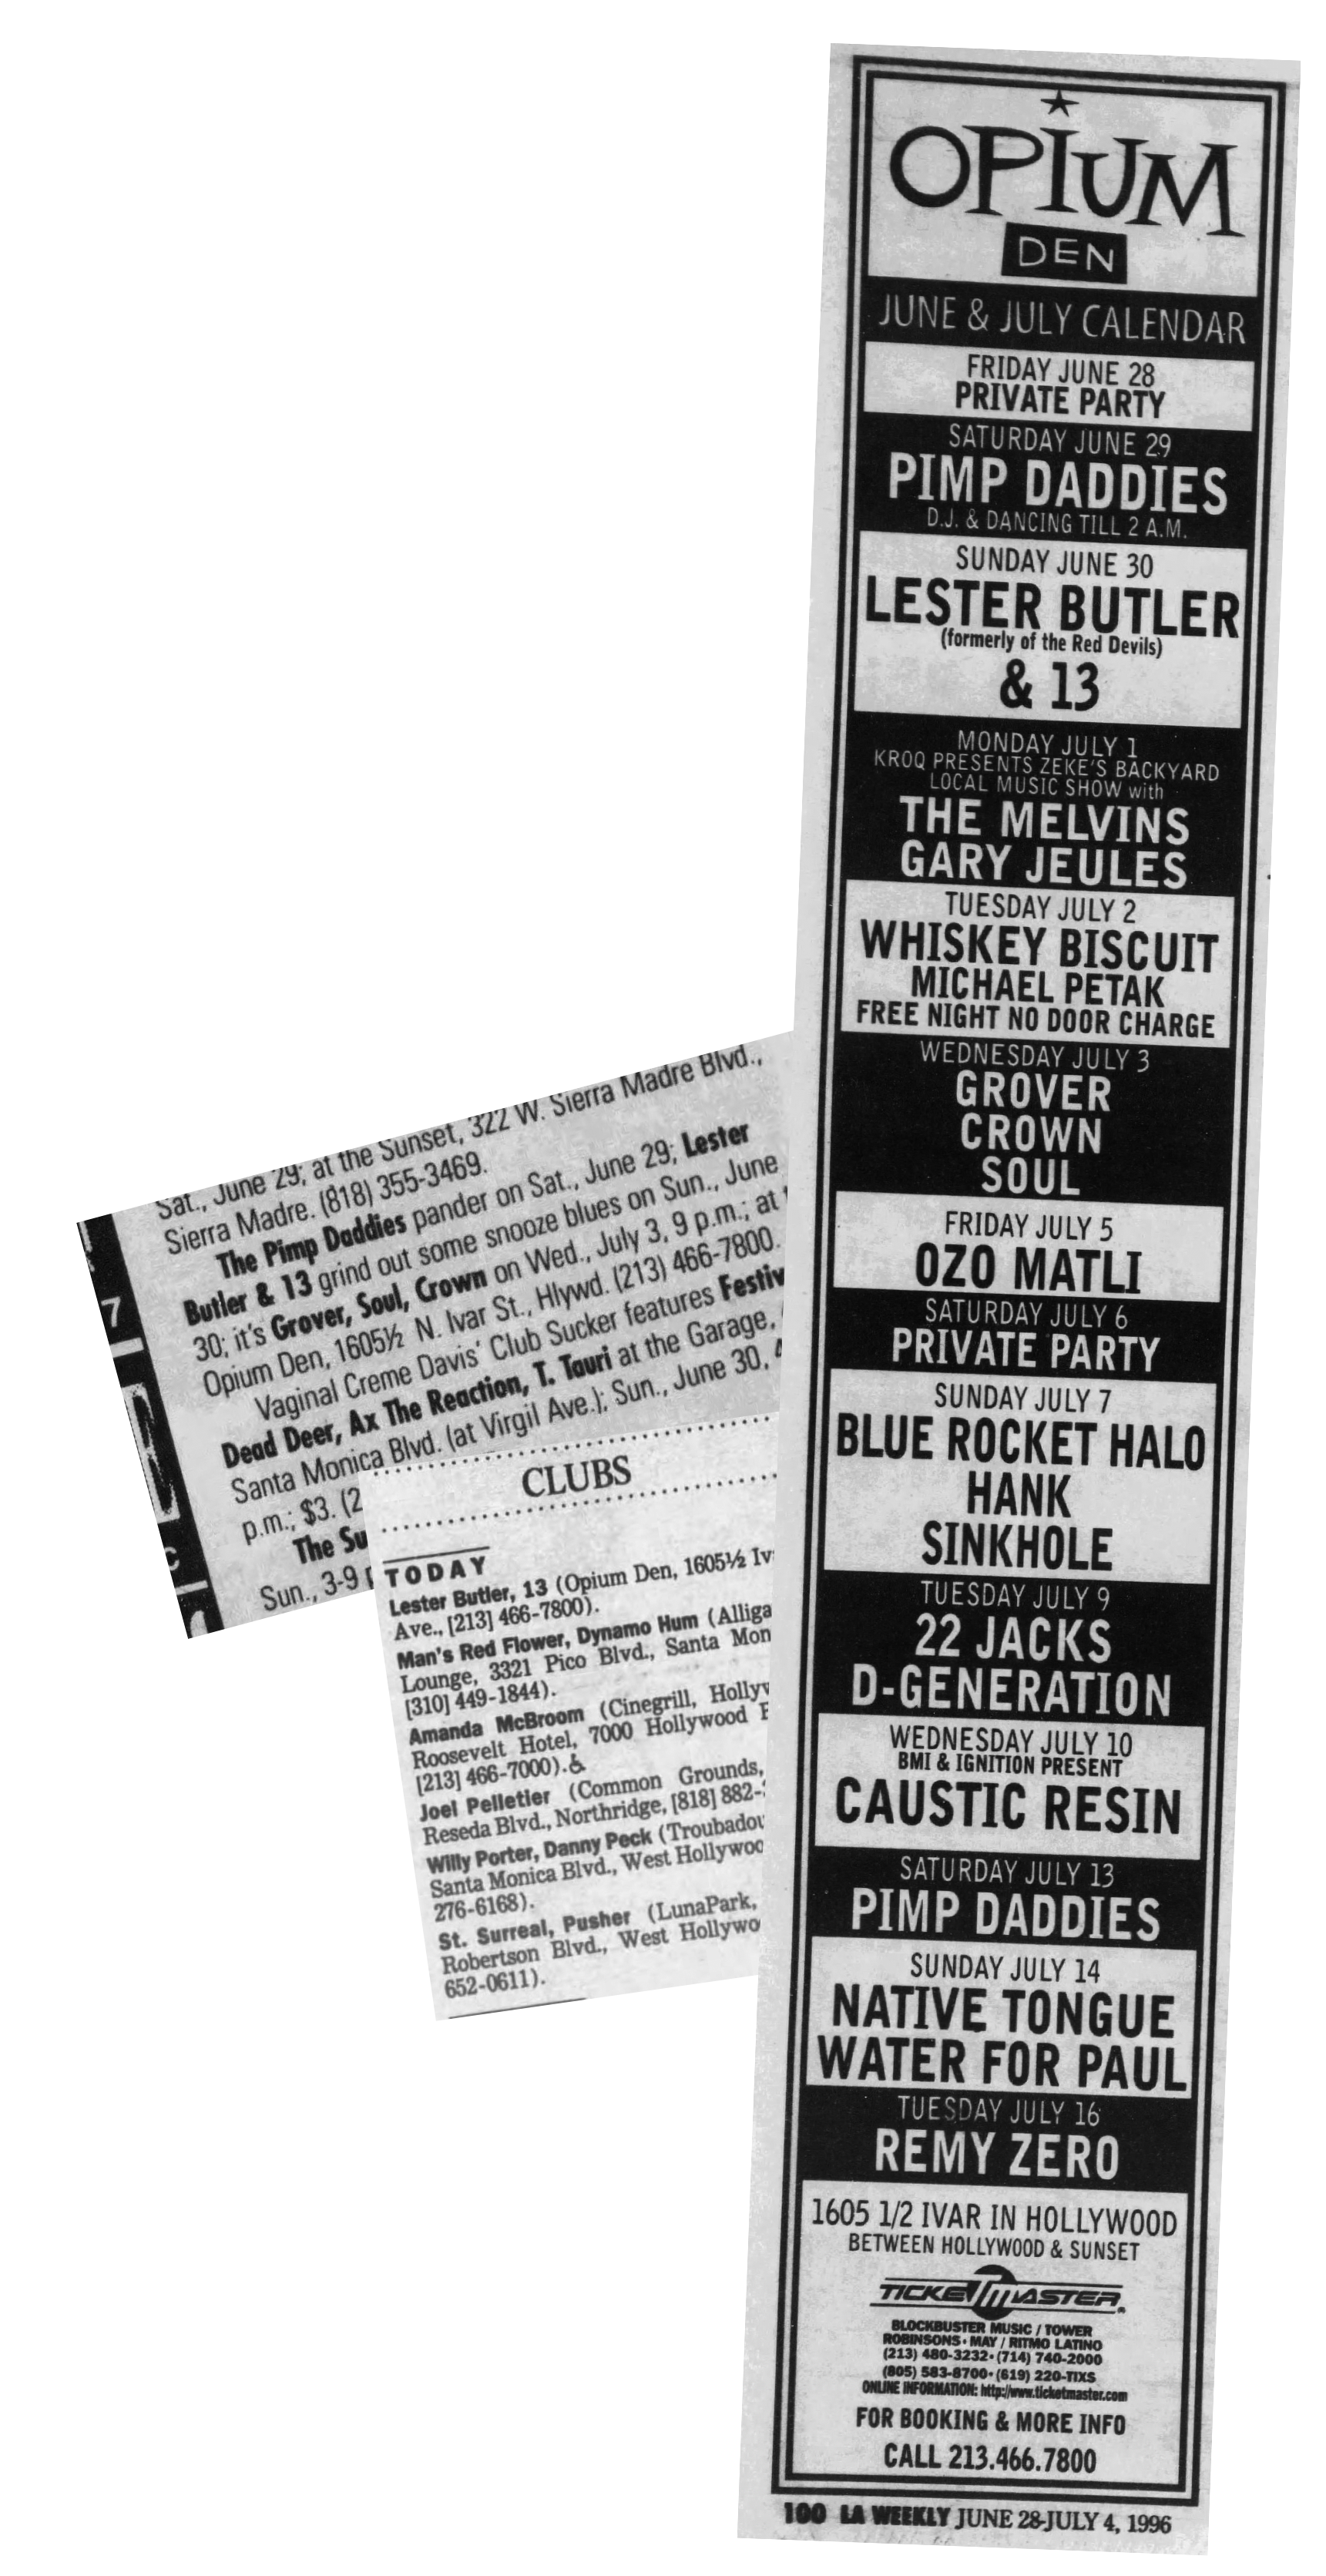 OPIUM
DEN
JUNE & JULY CALENDAR
FRIDAY JUNE 28
PRIVATE PARTY
SATURDAY JUNE 29
PIMP DADDIES
D.J. & DANCING TILL 2 A.M.
SUNDAY JUNE 30
LESTER BUTLER
(formerly of the Red Devils)
& 13
MONDAY JULY 1
KROQ PRESENTS ZEKE'S BACKYARD
LOCAL MUSIC SHOW with
THE MELVINS
GARY JEULES
TUESDAY JULY 2
WHISKEY BISCUIT
MICHAEL PETAK
FREE NIGHT NO DOOR CHARGE
WEDNESDAY JULY 3
GROVER
CROWN
SOUL
FRIDAY JULY 5
OZO MATLI
SATURDAY JULY 6
PRIVATE PARTY
SUNDAY JULY 7
BLUE ROCKET HALO
HANK
SINKHOLE
TUESDAY JULY 9
22 JACKS
D-GENERATION
WEDNESDAY JULY 10
BMI & IGNITION PRESENT
CAUSTIC RESIN
SATURDAY JULY 13
PIMP DADDIES
SUNDAY JULY 14
NATIVE TONGUE
WATER FOR PAUL
TUESDAY JULY 16
REMY ZERO
1605 1/2 IVAR IN HOLLYWOOD
BETWEEN HOLLYWOOD & SUNSET
TICKETMASTER
BLOCKBUSTER MUSIC / TOWER
ROBINSONS•MAY / RITMO LATINO
(213) 480-3232•(714) 740-2000
(805) 583-8700•(619) 220-TIXS
ONLINE INFORMATION: http://www.ticketmaster.com
FOR BOOKING & MORE INFO
CALL 213.466.7800
100 LA WEEKLY JUNE 28-JULY 4, 1996
Sat., June 29; at the Sunset, 322 W. Sierra Madre Blvd.,
Sierra Madre. (818) 355-3469.
The Pimp Daddies pander on Sat., June 29; Lester
Butler & 13 grind out some snooze blues on Sun., June
30; it's Grover, Soul, Crown on Wed., July 3, 9 p.m.; at
Opium Den, 1605½ N. Ivar St., Hlywd. (213) 466-7800.
Vaginal Creme Davis' Club Sucker features Festiv
Dead Deer, Ax The Reaction, T. Tauri at the Garage,
Santa Monica Blvd. (at Virgil Ave.); Sun., June 30, 4
p.m.; $3. (2
The Su
Sun., 3-9 p
7
C
CLUBS
TODAY
Lester Butler, 13 (Opium Den, 1605½ Iv
Ave., [213] 466-7800).
Man's Red Flower, Dynamo Hum (Alliga
Lounge, 3321 Pico Blvd., Santa Mon
[310] 449-1844).
Amanda McBroom (Cinegrill, Hollyw
Roosevelt Hotel, 7000 Hollywood B
[213] 466-7000).♿
Joel Pelletier (Common Grounds,
Reseda Blvd., Northridge, [818] 882-
Willy Porter, Danny Peck (Troubadou
Santa Monica Blvd., West Hollywoo
276-6168).
St. Surreal, Pusher (LunaPark,
Robertson Blvd., West Hollywo
652-0611).